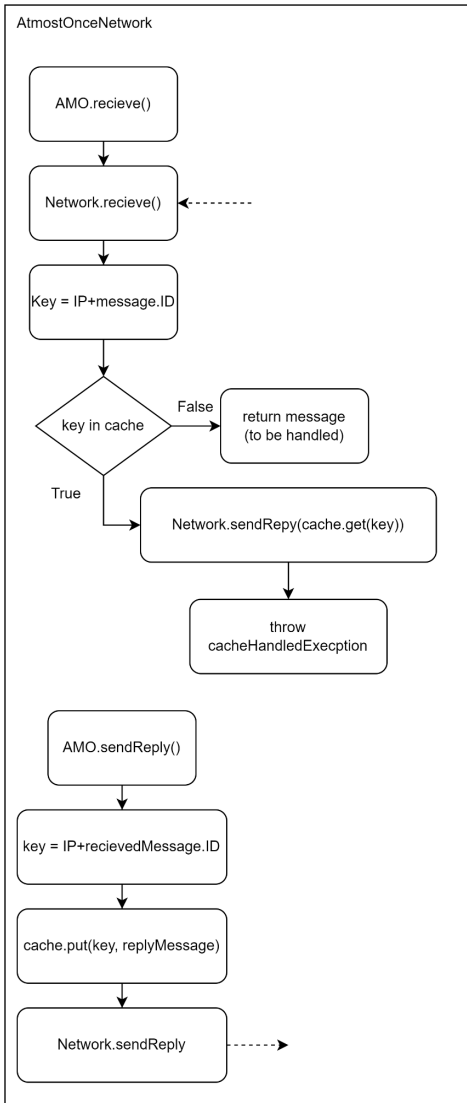 AtmostOnceNetwork
AMO.recieve()
Network.recieve()
Key = IP+message.ID
key in cache
False
return message
(to be handled)
True
Network.sendRepy(cache.get(key))
throw
cacheHandledExecption
AMO.sendReply()
key = IP+recievedMessage.ID
cache.put(key, replyMessage)
Network.sendReply